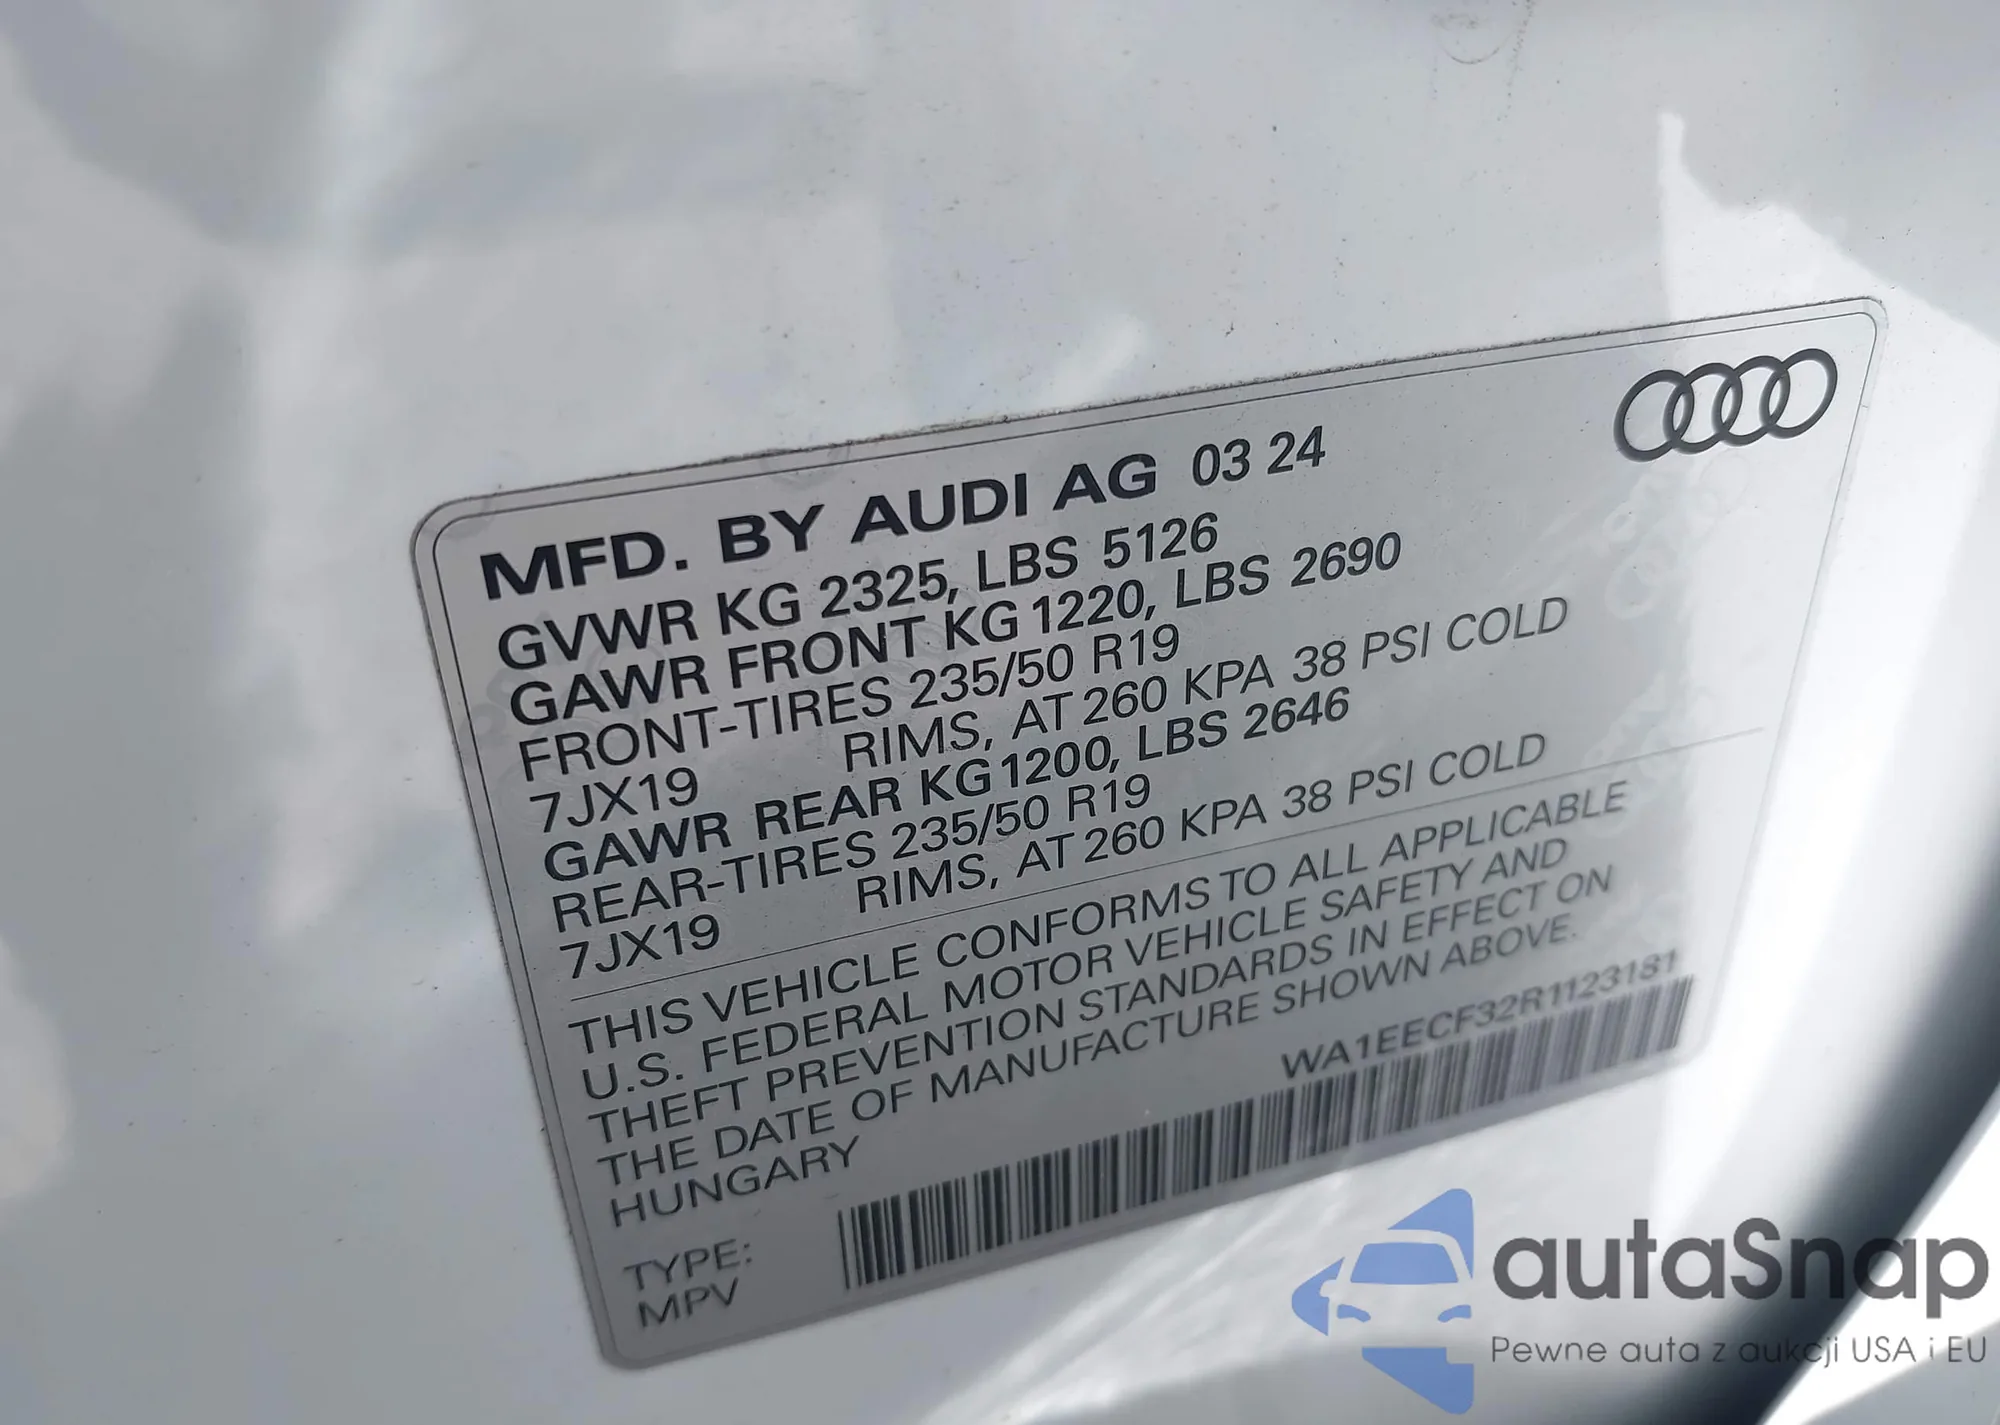 MFD. BY AUDI AG 03 24
GVWR KG 2325, LBS 5126
GAWR FRONT KG 1220, LBS 2690
FRONT-TIRES 235/50 R19
7JX19 RIMS, AT 260 KPA 38 PSI COLD
GAWR REAR KG 1200, LBS 2646
REAR-TIRES 235/50 R19
7JX19 RIMS, AT 260 KPA 38 PSI COLD
THIS VEHICLE CONFORMS TO ALL APPLICABLE
U.S. FEDERAL MOTOR VEHICLE SAFETY AND
THEFT PREVENTION STANDARDS IN EFFECT ON
THE DATE OF MANUFACTURE SHOWN ABOVE.
HUNGARY
WA1EECF32R1123181
TYPE:
MPV
autaSnap
Pewne auta z aukcji USA i EU